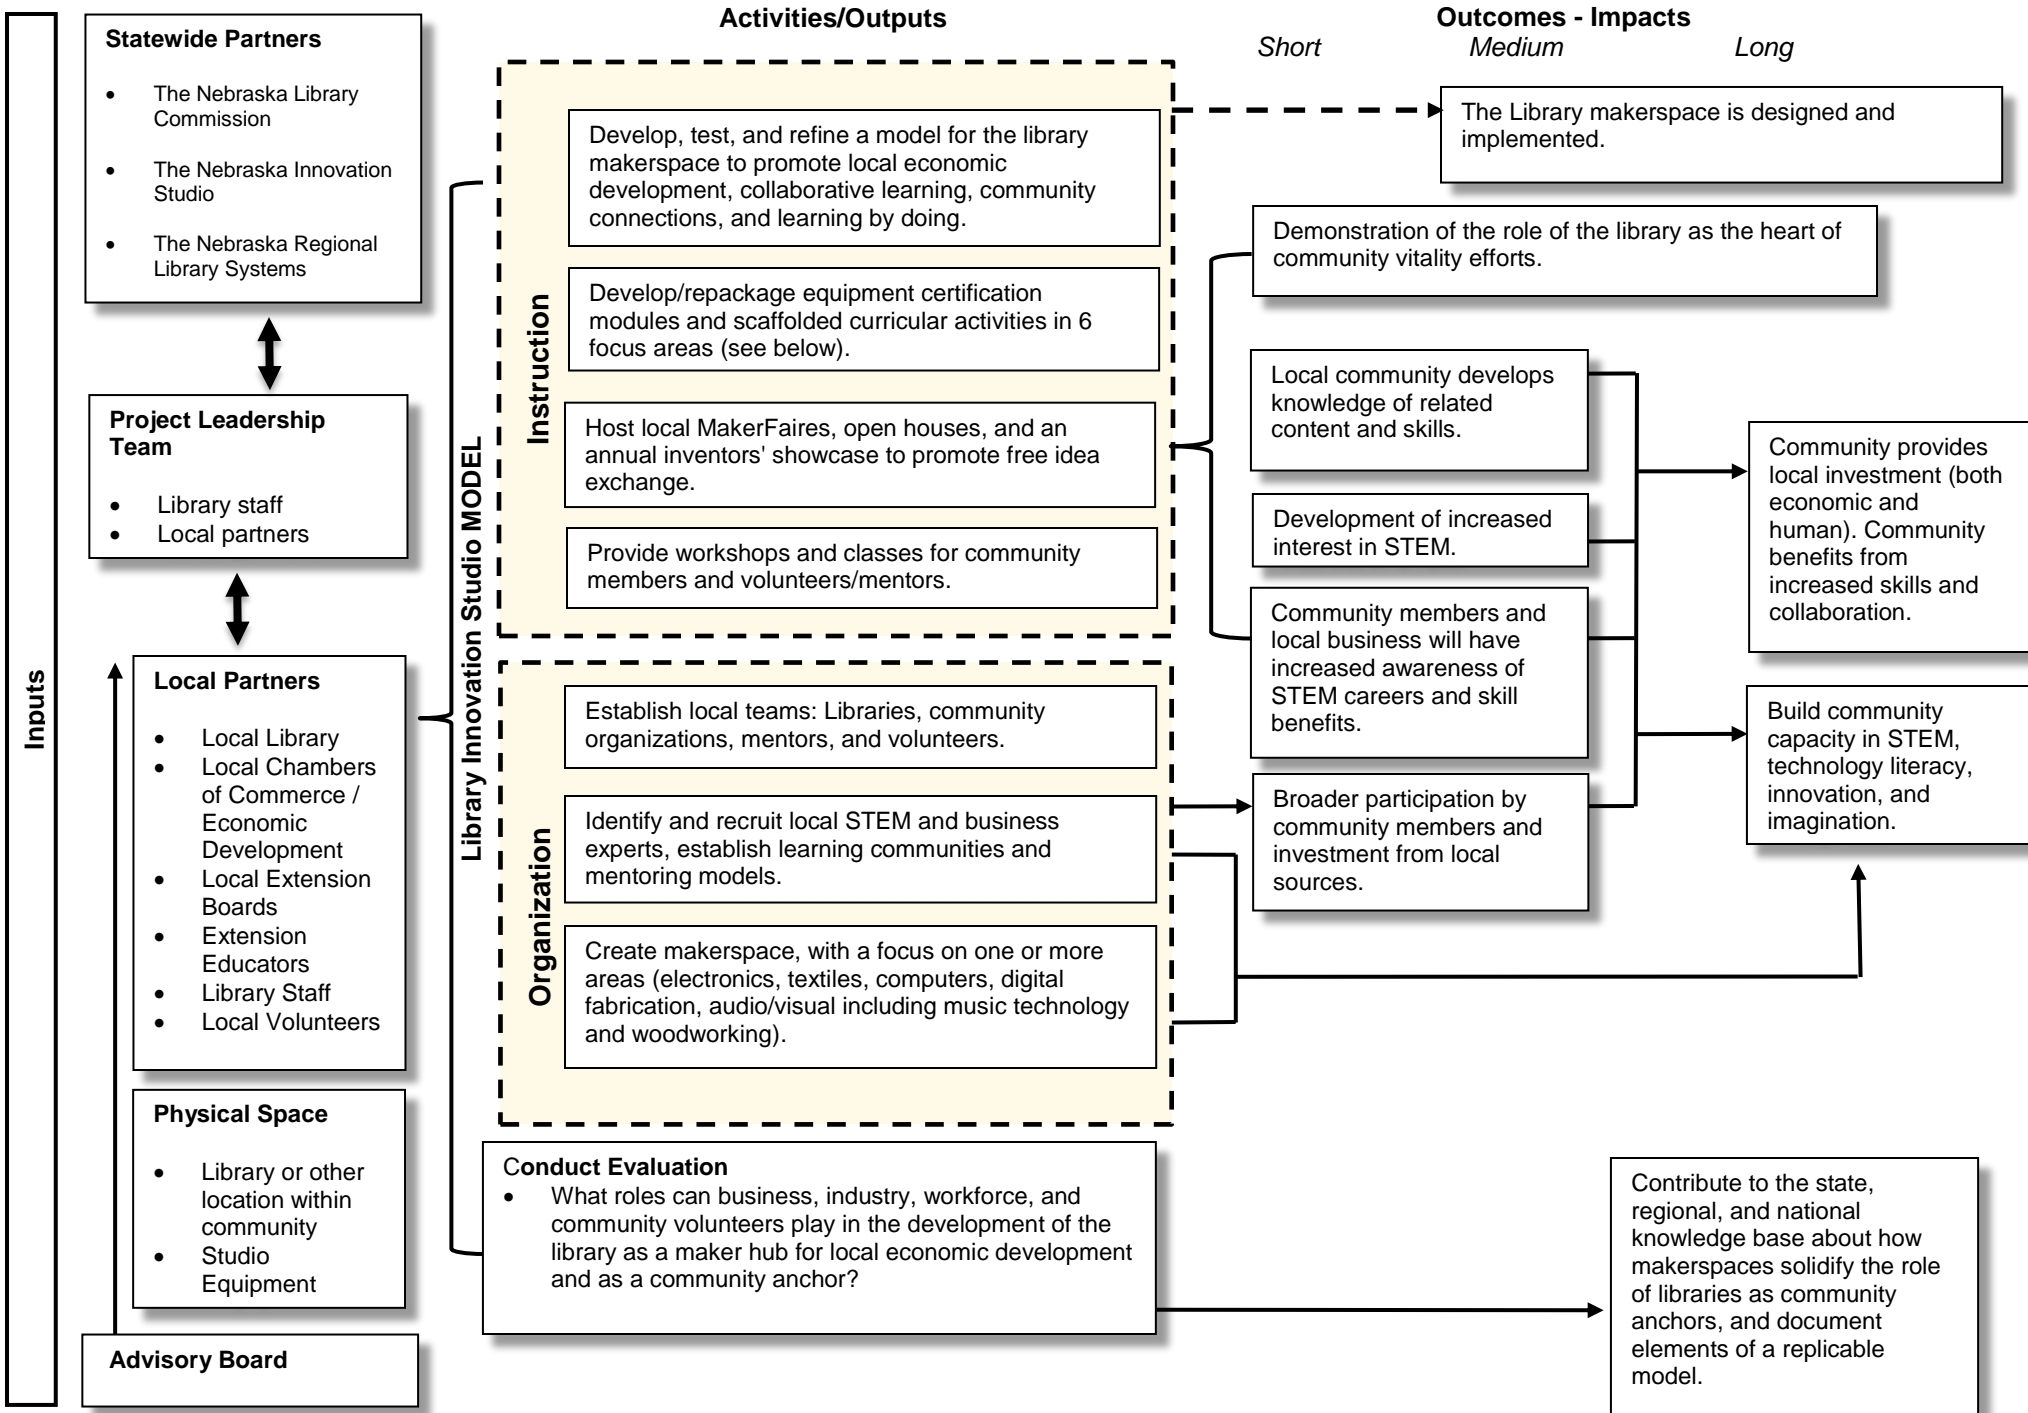 Inputs
Statewide Partners
• The Nebraska Library
Commission
• The Nebraska Innovation
Studio
• The Nebraska Regional
Library Systems
Project Leadership
Team
• Library staff
• Local partners
Local Partners
• Local Library
• Local Chambers
of Commerce /
Economic
Development
• Local Extension
Boards
• Extension
Educators
• Library Staff
• Local Volunteers
Physical Space
• Library or other
location within
community
• Studio
Equipment
Advisory Board
Library Innovation Studio MODEL
Activities/Outputs
Instruction
Develop, test, and refine a model for the library
makerspace to promote local economic
development, collaborative learning, community
connections, and learning by doing.
Develop/repackage equipment certification
modules and scaffolded curricular activities in 6
focus areas (see below).
Host local MakerFaires, open houses, and an
annual inventors' showcase to promote free idea
exchange.
Provide workshops and classes for community
members and volunteers/mentors.
Organization
Establish local teams: Libraries, community
organizations, mentors, and volunteers.
Identify and recruit local STEM and business
experts, establish learning communities and
mentoring models.
Create makerspace, with a focus on one or more
areas (electronics, textiles, computers, digital
fabrication, audio/visual including music technology
and woodworking).
Conduct Evaluation
• What roles can business, industry, workforce, and
community volunteers play in the development of the
library as a maker hub for local economic development
and as a community anchor?
Outcomes - Impacts
Short Medium Long
The Library makerspace is designed and
implemented.
Demonstration of the role of the library as the heart of
community vitality efforts.
Local community develops
knowledge of related
content and skills.
Development of increased
interest in STEM.
Community members and
local business will have
increased awareness of
STEM careers and skill
benefits.
Broader participation by
community members and
investment from local
sources.
Community provides
local investment (both
economic and
human). Community
benefits from
increased skills and
collaboration.
Build community
capacity in STEM,
technology literacy,
innovation, and
imagination.
Contribute to the state,
regional, and national
knowledge base about how
makerspaces solidify the role
of libraries as community
anchors, and document
elements of a replicable
model.